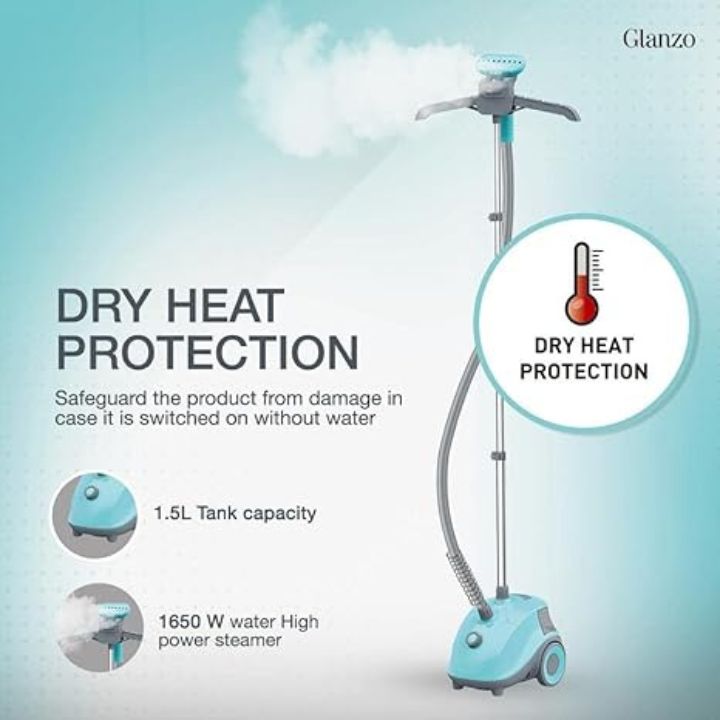 Glanzo
DRY HEAT
PROTECTION
Safeguard the product from damage in
case it is switched on without water
DRY HEAT
PROTECTION
1.5L Tank capacity
1650 W water High
power steamer